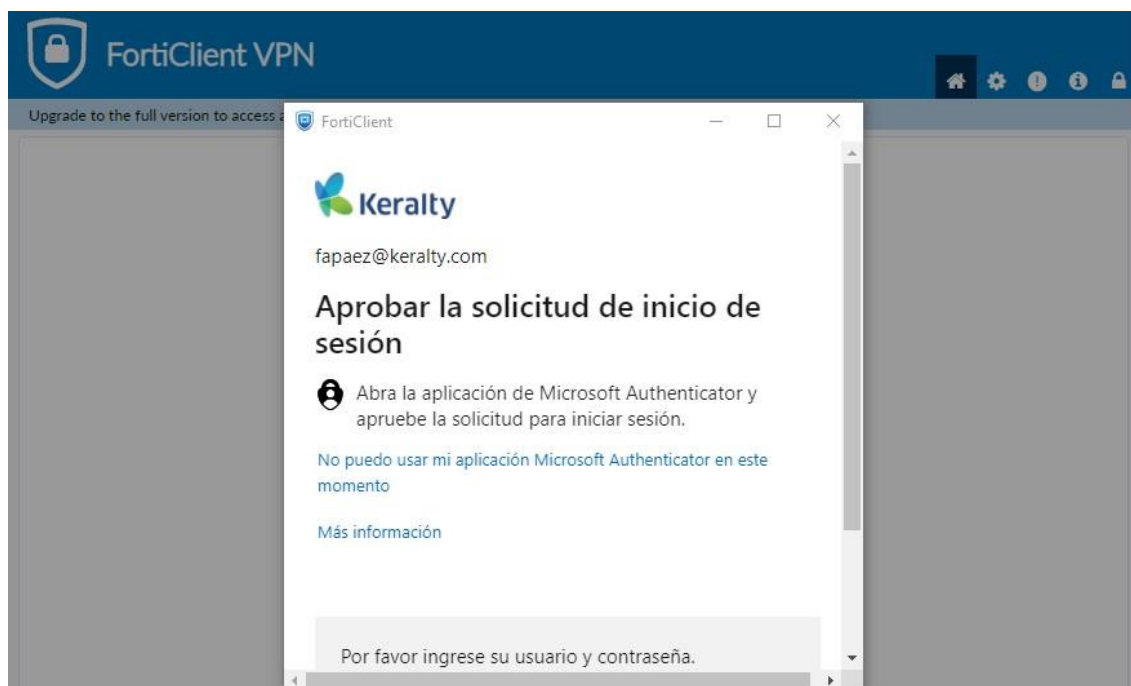 FortiClient VPN
Upgrade to the full version to access
FortiClient
Keralty
fapaez@keralty.com
Aprobar la solicitud de inicio de
sesión
Abra la aplicación de Microsoft Authenticator y
apruebe la solicitud para iniciar sesión.
No puedo usar mi aplicación Microsoft Authenticator en este
momento
Más información
Por favor ingrese su usuario y contraseña.